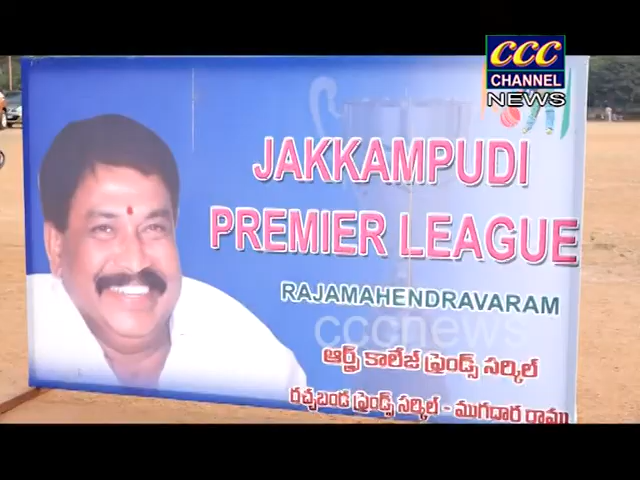 CCC
CHANNEL
NEWS
JAKKAMPUDI
PREMIER LEAGUE
RAJAMAHENDRAVARAM
cccnews
ఆర్ట్స్ కాలేజ్ ఫ్రెండ్స్ సర్కిల్
రచ్చబండ ఫ్రెండ్స్ సర్కిల్ - ముగదార రాము